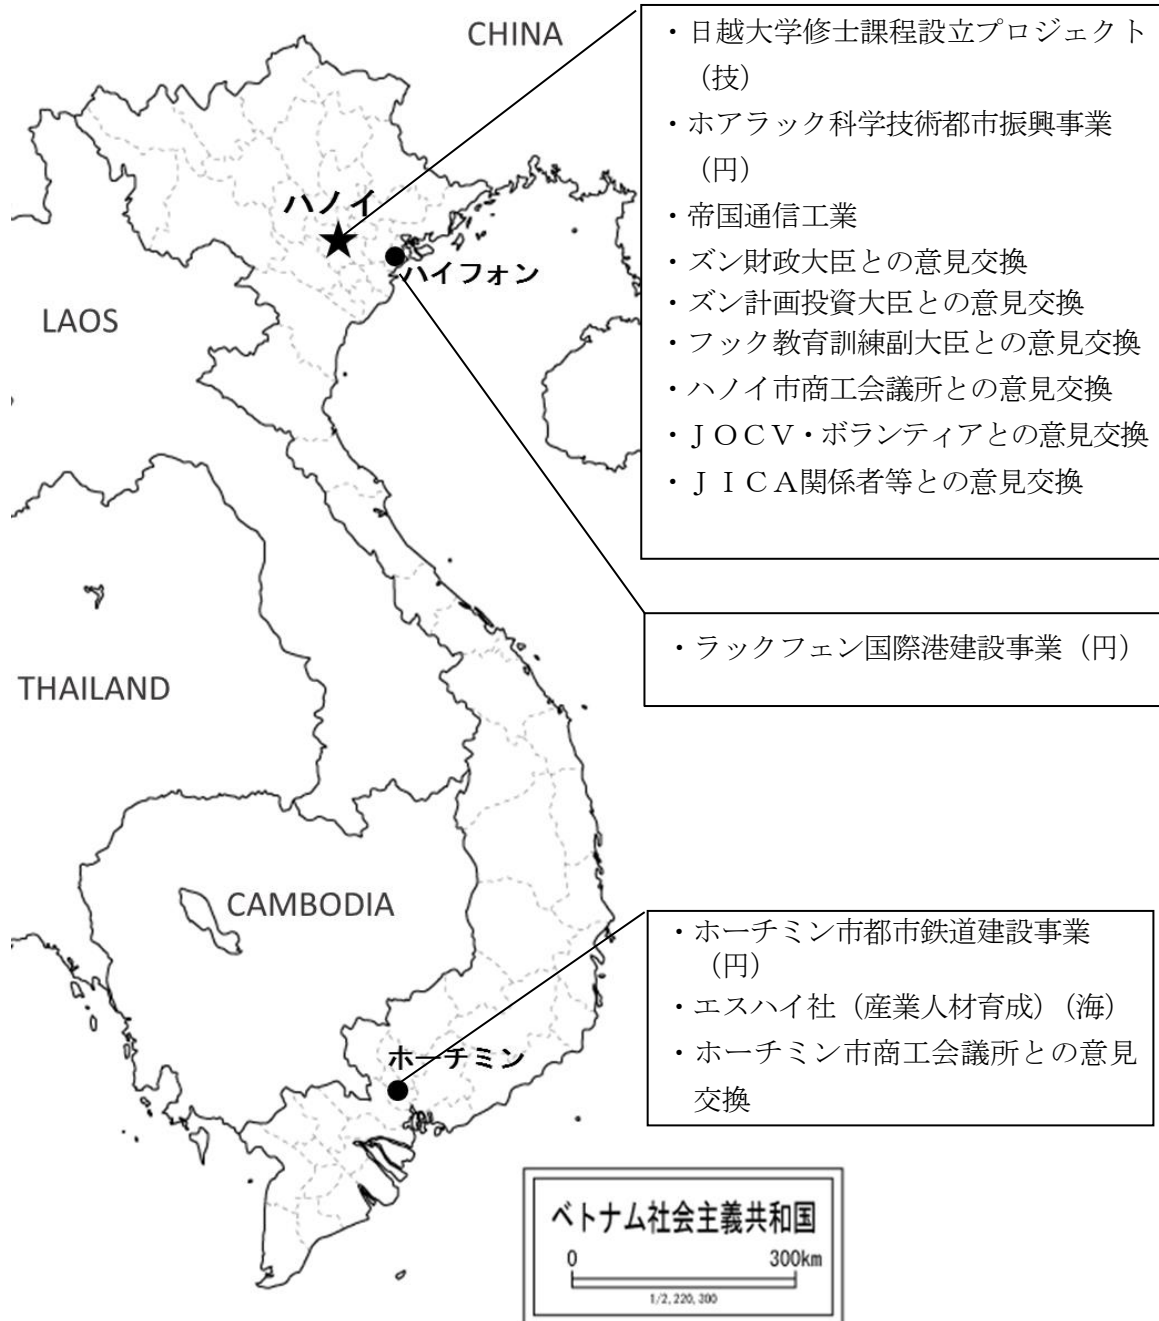 CHINA
・日越大学修士課程設立プロジェクト
（技）
・ホアラック科学技術都市振興事業
（円）
・帝国通信工業
・ズン財政大臣との意見交換
・ズン計画投資大臣との意見交換
・フック教育訓練副大臣との意見交換
・ハノイ市商工会議所との意見交換
・ＪＯＣＶ・ボランティアとの意見交換
・ＪＩＣＡ関係者等との意見交換
ハノイ
ハイフォン
LAOS
・ラックフェン国際港建設事業（円）
THAILAND
CAMBODIA
・ホーチミン市都市鉄道建設事業
（円）
・エスハイ社（産業人材育成）（海）
・ホーチミン市商工会議所との意見
交換
ホーチミン
ベトナム社会主義共和国
0 300km
1/2,220,300